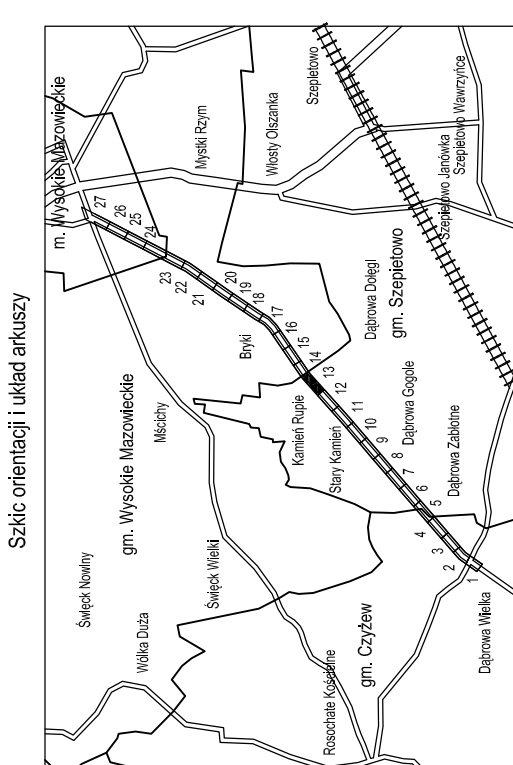 Szkic orientacji i układ arkuszy
Święck Nowiny
Wólka Duża
gm. Wysokie Mazowieckie
Mścichy
Święck Wielki
m. Wysokie Mazowieckie
Mystki Rzym
Włosty Olszanka
Szepietowo
Szepietowo Wawrzyńce
Szepietowo Janówka
gm. Szepietowo
Dąbrowa Dołęgi
Bryki
Kamień Rupie
Stary Kamień
Dąbrowa Gogole
Dąbrowa Zabłotne
gm. Czyżew
Rosochate Kościelne
Dąbrowa Wielka
1
2
3
4
5
6
7
8
9
10
11
12
13
14
15
16
17
18
19
20
21
22
23
24
25
26
27